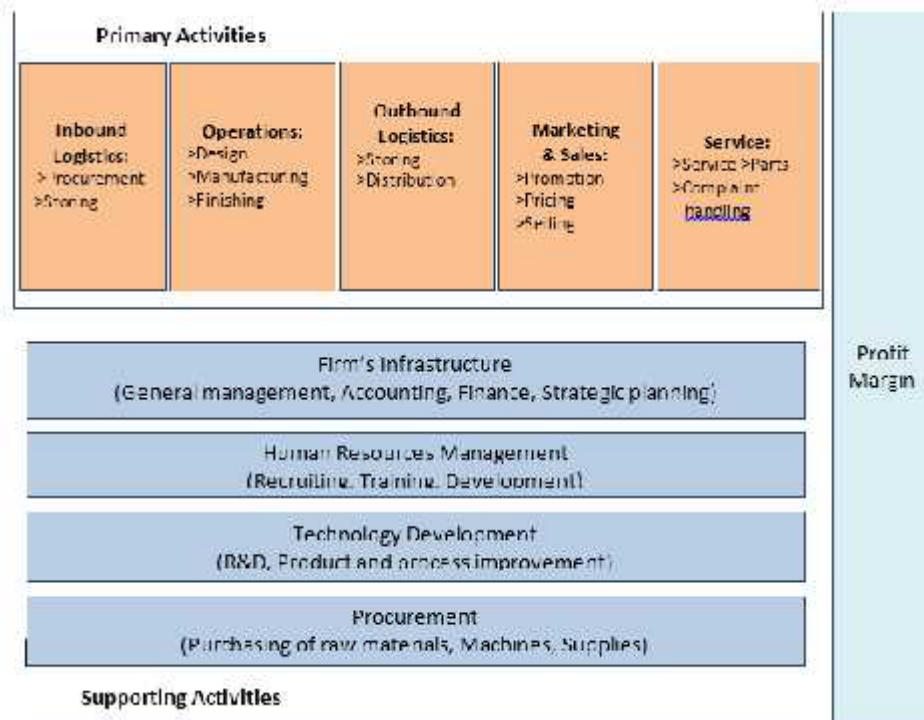 Primary Activities
Inbound
Logistics:
>Procurement
>Storing
Operations:
>Design
>Manufacturing
>Finishing
Outbound
Logistics:
>Storing
>Distribution
Marketing
& Sales:
>Promotion
>Pricing
>Selling
Service:
>Service >Parts
>Complaint
handling
Firm's Infrastructure
(General management, Accounting, Finance, Strategic planning)
Human Resources Management
(Recruiting, Training, Development)
Technology Development
(R&D, Product and process improvement)
Procurement
(Purchasing of raw materials, Machines, Supplies)
Supporting Activities
Profit
Margin